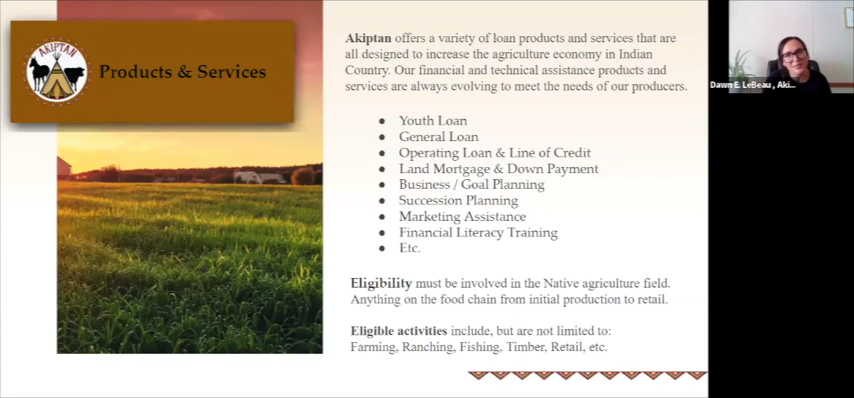 AKIPTAN
Products & Services
Akiptan offers a variety of loan products and services that are
all designed to increase the agriculture economy in Indian
Country. Our financial and technical assistance products and
services are always evolving to meet the needs of our producers.
● Youth Loan
● General Loan
● Operating Loan & Line of Credit
● Land Mortgage & Down Payment
● Business / Goal Planning
● Succession Planning
● Marketing Assistance
● Financial Literacy Training
● Etc.
Eligibility must be involved in the Native agriculture field.
Anything on the food chain from initial production to retail.
Eligible activities include, but are not limited to:
Farming, Ranching, Fishing, Timber, Retail, etc.
Dawn E. LeBeau , Aki...